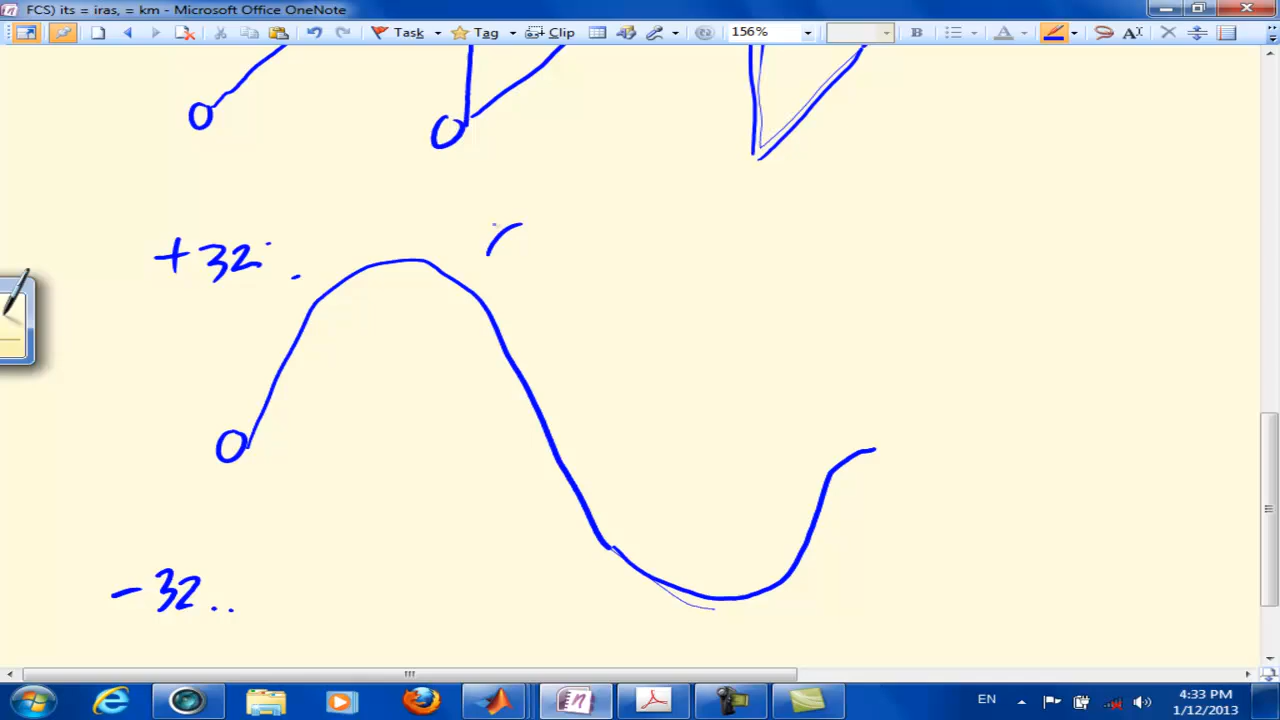 FCS) its = iras, = km - Microsoft Office OneNote
Task Tag Clip 156% B A A
0 0
+32..
0
-32..
EN 4:33 PM
1/12/2013